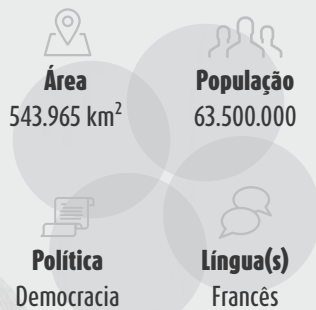 Área
543.965 km²
População
63.500.000
Política
Democracia
Língua(s)
Francês